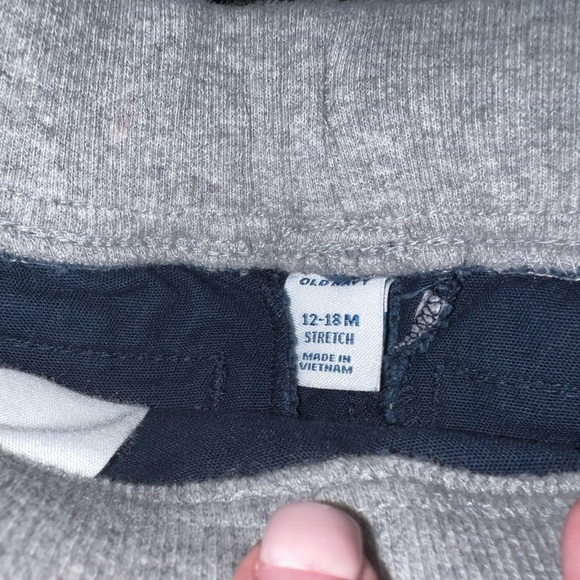 OLD NAVY
12-18 M
STRETCH
MADE IN
VIETNAM